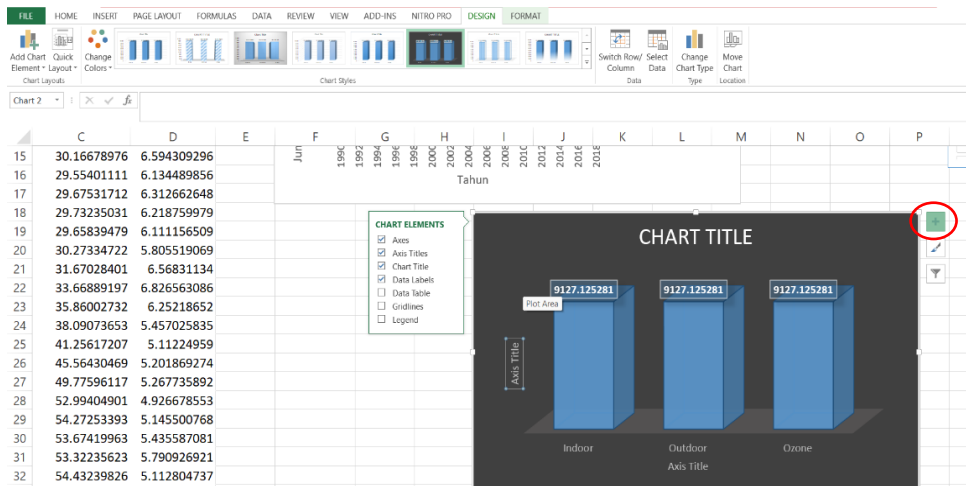 FILE HOME INSERT PAGE LAYOUT FORMULAS DATA REVIEW VIEW ADD-INS NITRO PRO DESIGN FORMAT
Add Chart Quick Change Switch Row/ Select Change Move
Element Layout Colors Column Data Chart Type Chart
Chart Layouts Chart Styles Data Type Location
Chart 2 fx
C D E F G H I J K L M N O P
15 30.16678976 6.594309296
16 29.55401111 6.134489856
17 29.67531712 6.312662648
18 29.73235031 6.218759979
19 29.65839479 6.111156509
20 30.27334722 5.805519069
21 31.67028401 6.56831134
22 33.66889197 6.826563086
23 35.86002732 6.25218652
24 38.09073653 5.457025835
25 41.25617207 5.11224959
26 45.56430469 5.201869274
27 49.77596117 5.267735892
28 52.99404901 4.926678553
29 54.27253393 5.145500768
30 53.67419963 5.435587081
31 53.32235623 5.790926921
32 54.43239826 5.112804737
Jun
1990 1992 1994 1996 1998 2000 2002 2004 2006 2008 2010 2012 2014 2016 2018
Tahun
CHART ELEMENTS
Axes
Axis Titles
Chart Title
Data Labels
Data Table
Gridlines
Legend
CHART TITLE
9127.125281 9127.125281 9127.125281
Plot Area
Axis Title
Indoor Outdoor Ozone
Axis Title